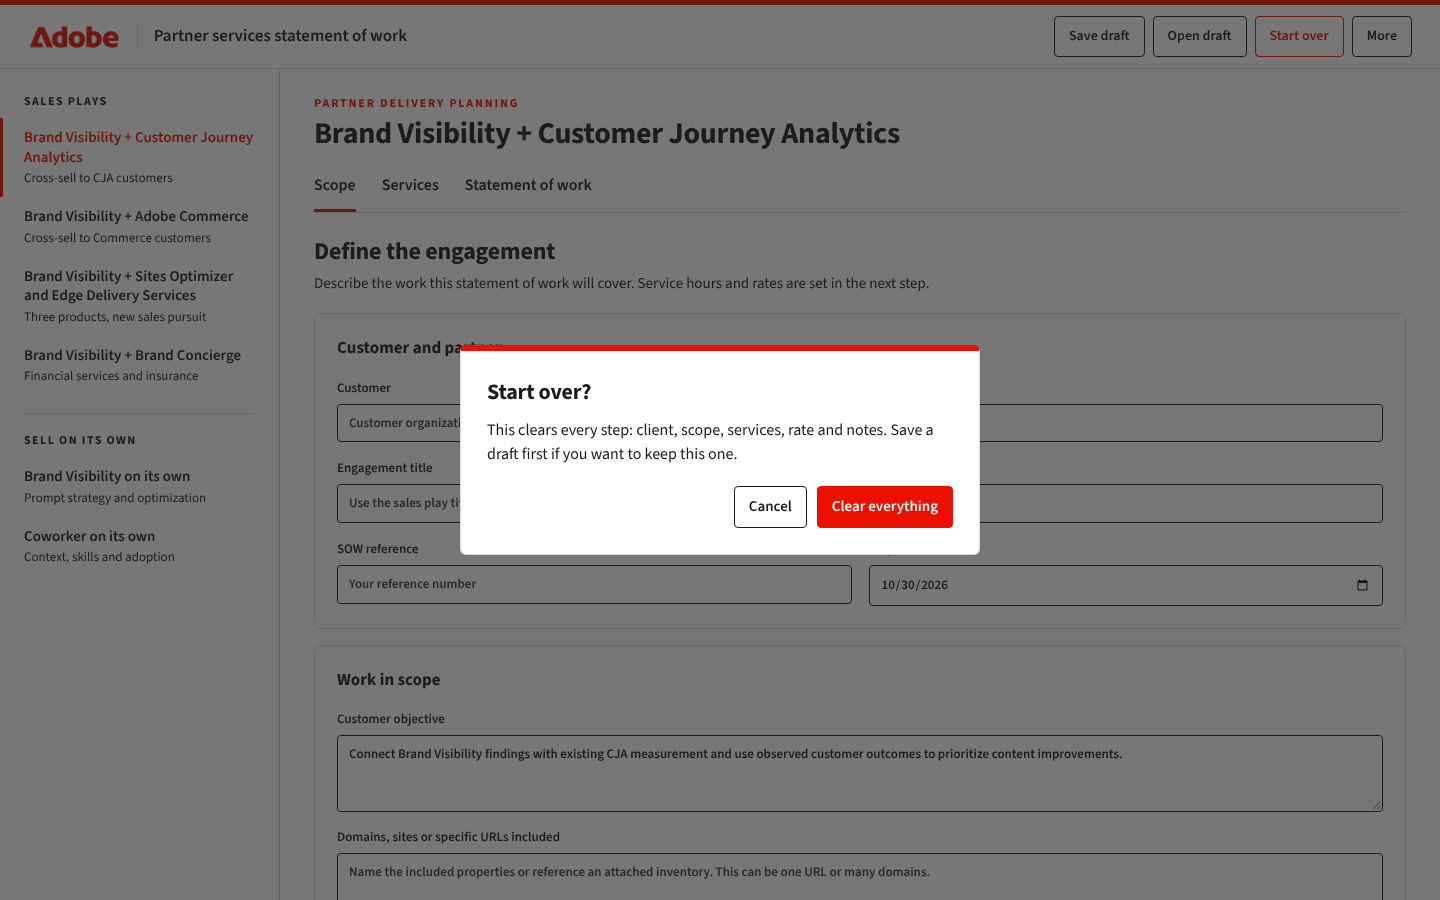 Adobe
Partner services statement of work
Save draft
Open draft
Start over
More
SALES PLAYS
Brand Visibility + Customer Journey
Analytics
Cross-sell to CJA customers
Brand Visibility + Adobe Commerce
Cross-sell to Commerce customers
Brand Visibility + Sites Optimizer
and Edge Delivery Services
Three products, new sales pursuit
Brand Visibility + Brand Concierge
Financial services and insurance
SELL ON ITS OWN
Brand Visibility on its own
Prompt strategy and optimization
Coworker on its own
Context, skills and adoption
PARTNER DELIVERY PLANNING
Brand Visibility + Customer Journey Analytics
Scope
Services
Statement of work
Define the engagement
Describe the work this statement of work will cover. Service hours and rates are set in the next step.
Customer and
Customer
Engagement title
Use the sales play
SOW reference
Your reference number
10/30/2026
Start over?
This clears every step: client, scope, services, rate and notes. Save a
draft first if you want to keep this one.
Cancel
Clear everything
Work in scope
Customer objective
Connect Brand Visibility findings with existing CJA measurement and use observed customer outcomes to prioritize content improvements.
Domains, sites or specific URLs included
Name the included properties or reference an attached inventory. This can be one URL or many domains.